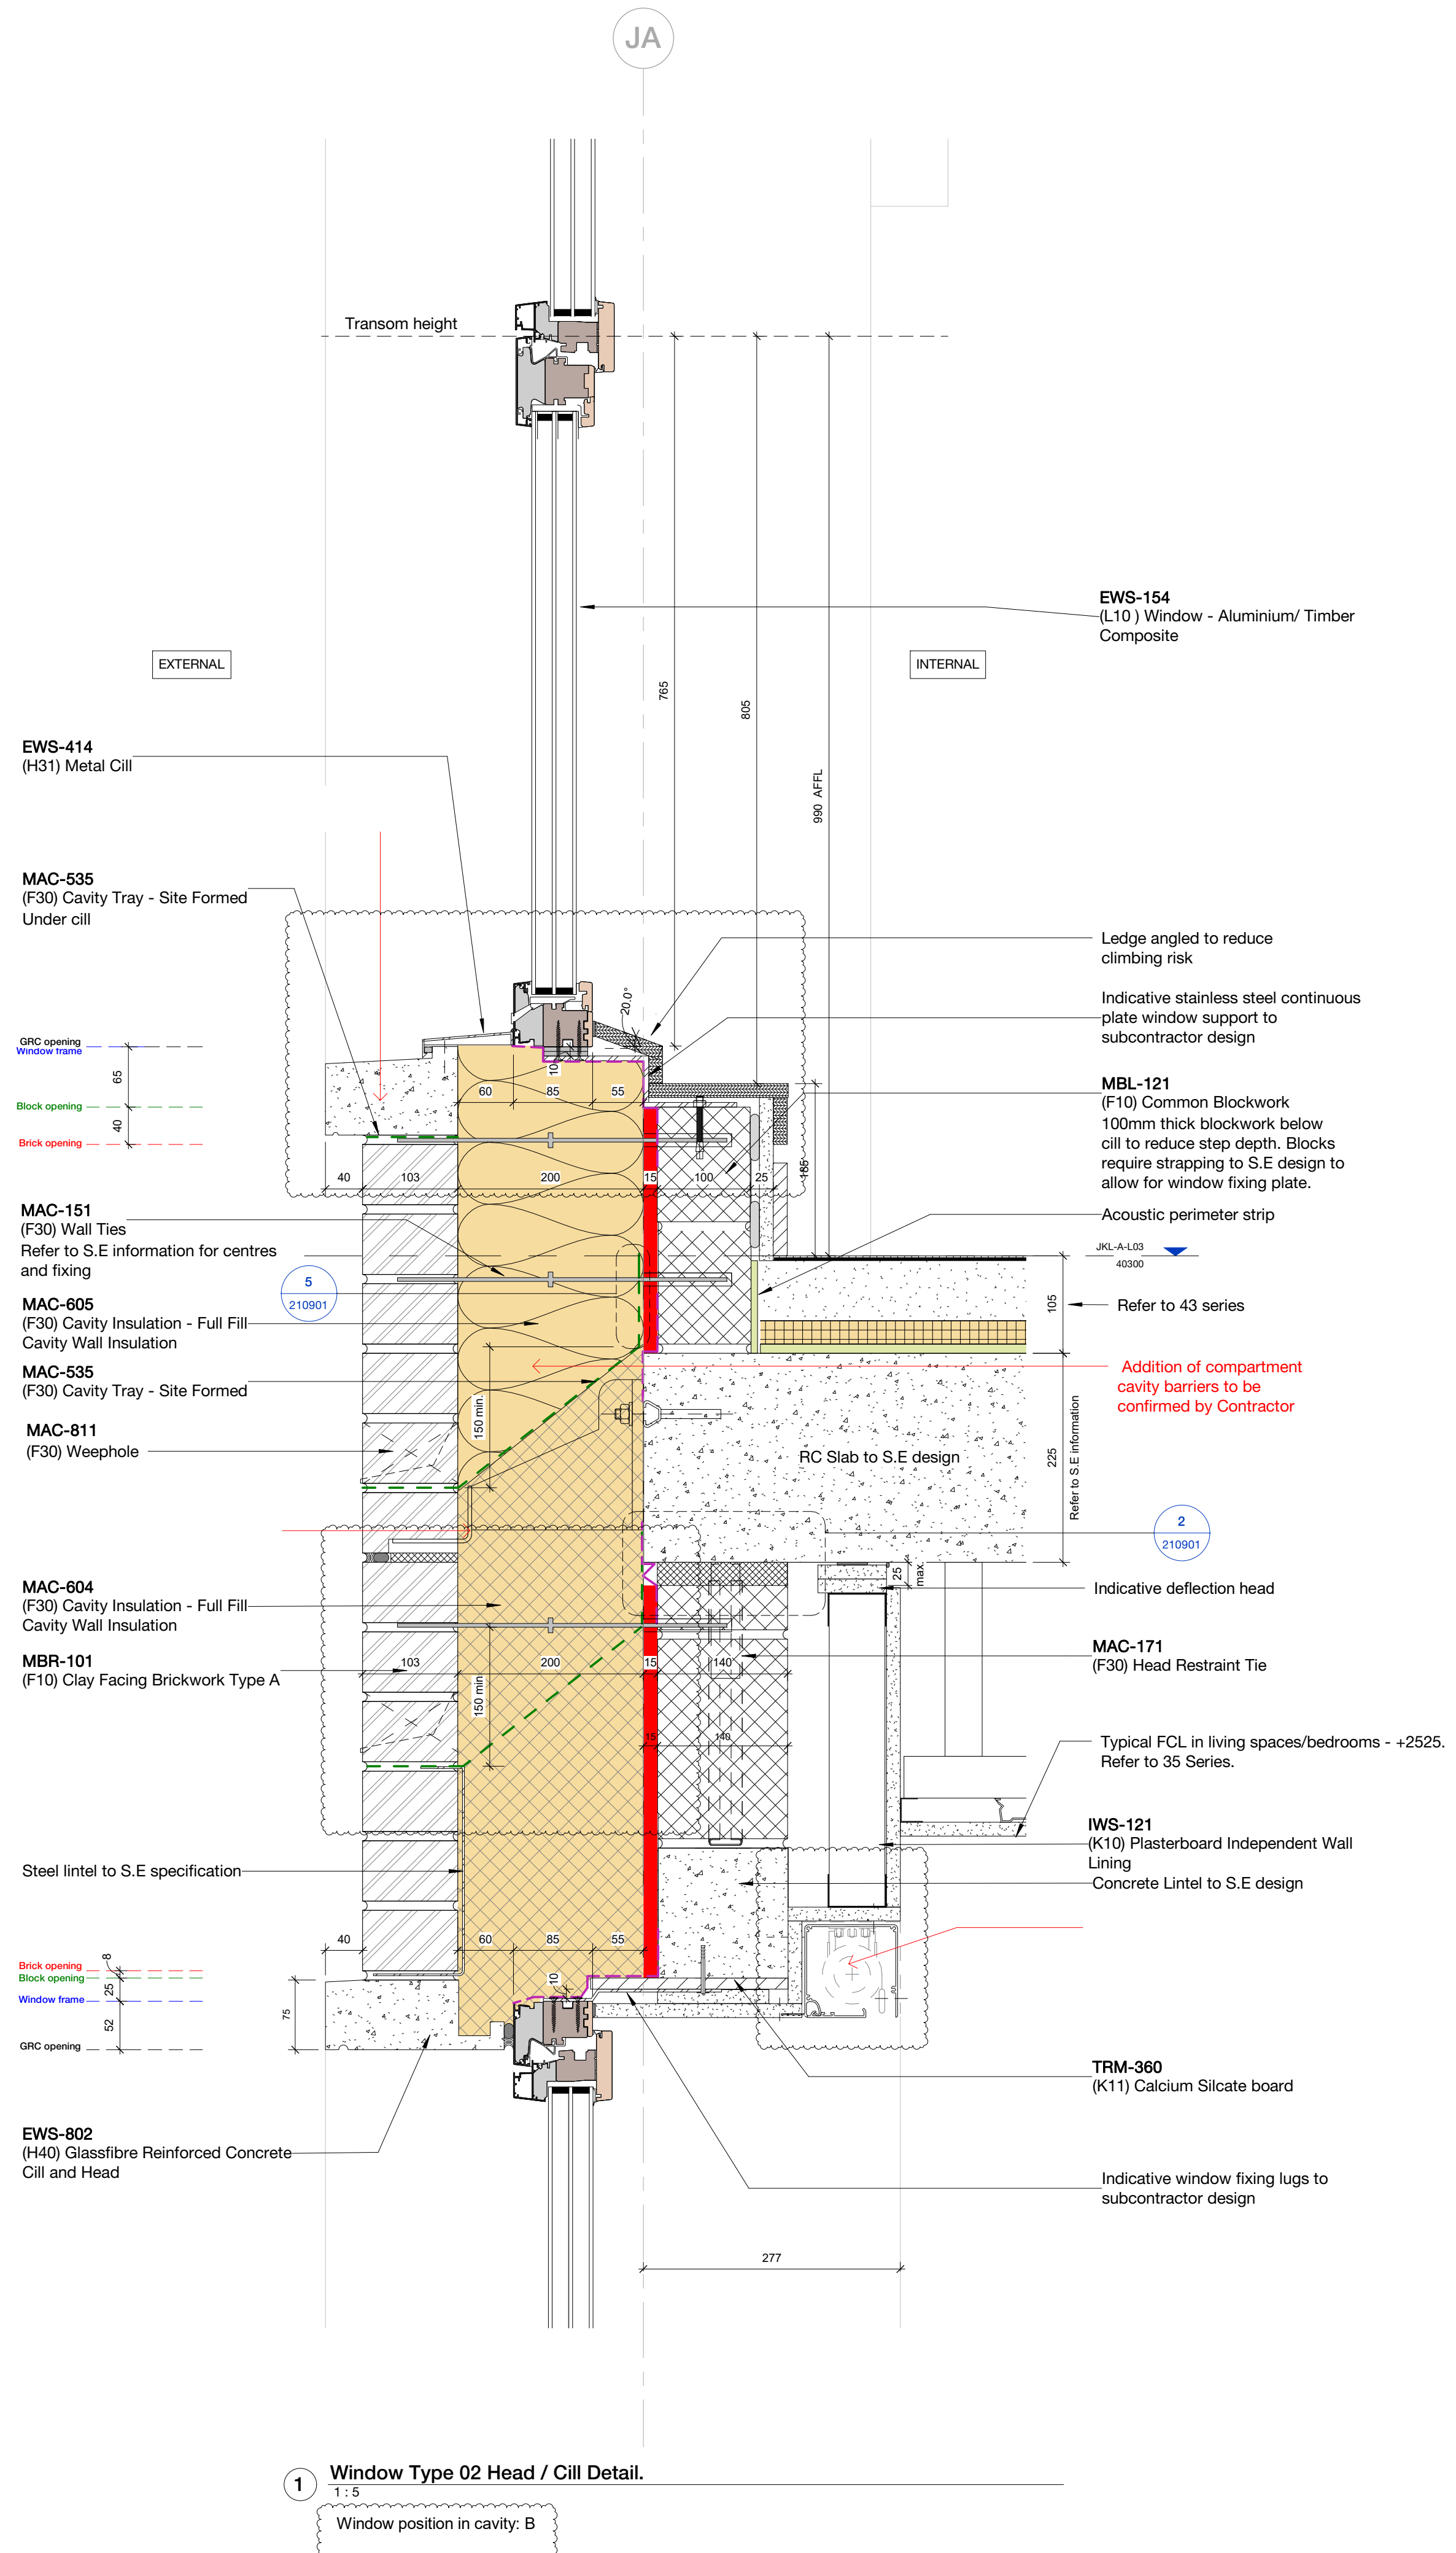 JA
Transom height
EWS-154
(L10 ) Window - Aluminium/ Timber
Composite
EXTERNAL
INTERNAL
765
805
990 AFFL
EWS-414
(H31) Metal Cill
MAC-535
(F30) Cavity Tray - Site Formed
Under cill
Ledge angled to reduce
climbing risk
20.0°
Indicative stainless steel continuous
plate window support to
subcontractor design
GRC opening
Window frame
65
Block opening
40
Brick opening
10
60
85
55
MBL-121
(F10) Common Blockwork
100mm thick blockwork below
cill to reduce step depth. Blocks
require strapping to S.E design to
allow for window fixing plate.
40
103
200
15
100
25
185
MAC-151
(F30) Wall Ties
Refer to S.E information for centres
and fixing
Acoustic perimeter strip
JKL-A-L03
40300
5
210901
MAC-605
(F30) Cavity Insulation - Full Fill
Cavity Wall Insulation
105
Refer to 43 series
MAC-535
(F30) Cavity Tray - Site Formed
Addition of compartment
cavity barriers to be
confirmed by Contractor
150 min.
MAC-811
(F30) Weephole
RC Slab to S.E design
225
Refer to S.E information
2
210901
25
max.
Indicative deflection head
MAC-604
(F30) Cavity Insulation - Full Fill
Cavity Wall Insulation
MBR-101
(F10) Clay Facing Brickwork Type A
103
200
15
140
MAC-171
(F30) Head Restraint Tie
150 min.
15
140
Typical FCL in living spaces/bedrooms - +2525.
Refer to 35 Series.
IWS-121
(K10) Plasterboard Independent Wall
Lining
Steel lintel to S.E specification
Concrete Lintel to S.E design
40
60
85
55
Brick opening
8
Block opening
25
Window frame
52
GRC opening
75
10
TRM-360
(K11) Calcium Silcate board
EWS-802
(H40) Glassfibre Reinforced Concrete
Cill and Head
Indicative window fixing lugs to
subcontractor design
277
1
Window Type 02 Head / Cill Detail.
1 : 5
Window position in cavity: B